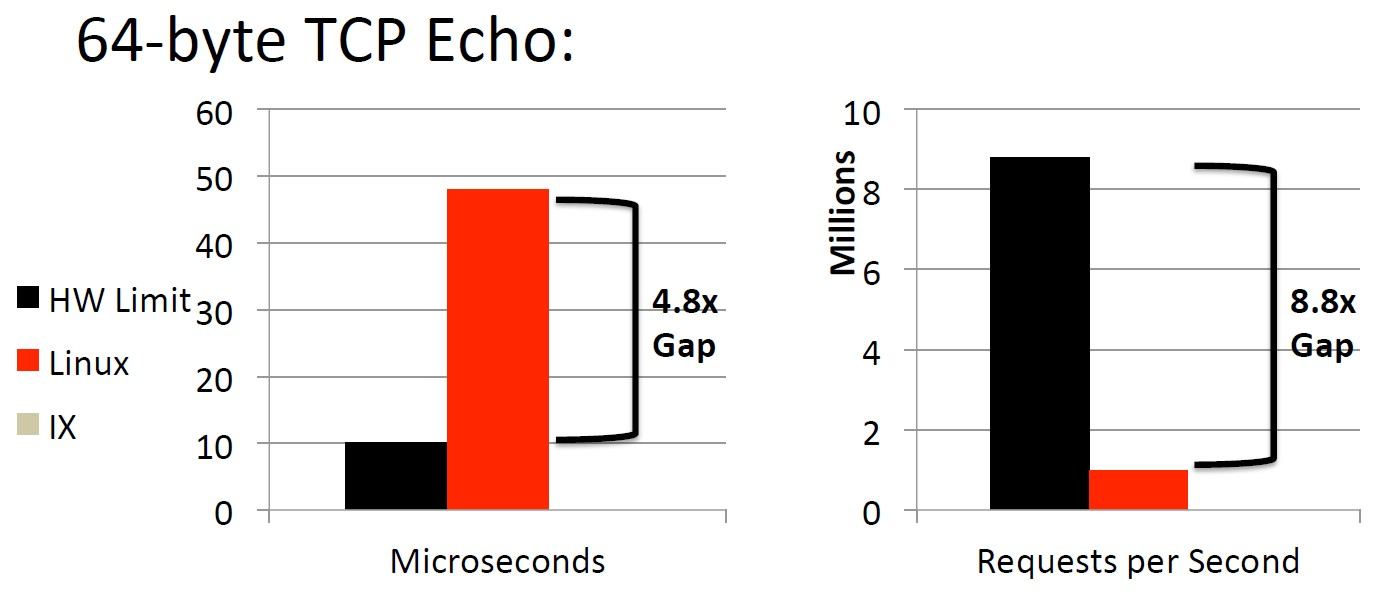 64-byte TCP Echo:
60
50
40
30
20
10
0
HW Limit
Linux
IX
4.8x
Gap
Microseconds
10
8
6
4
2
0
Millions
8.8x
Gap
Requests per Second